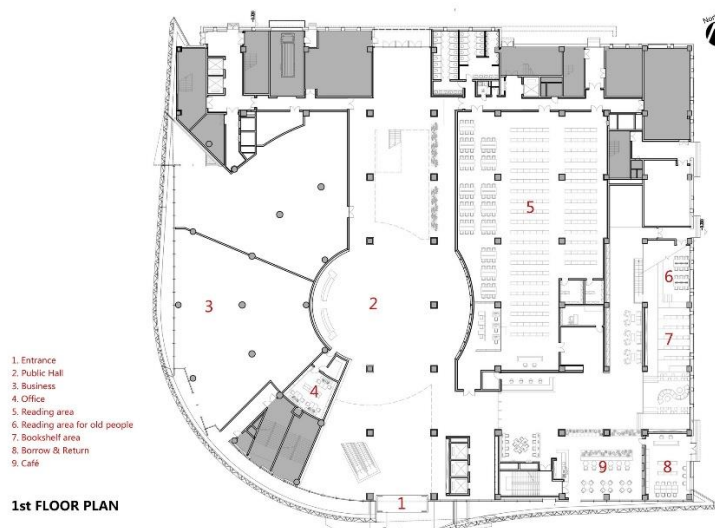 North
5
6
3
2
7
4
9
8
1
1. Entrance
2. Public Hall
3. Business
4. Office
5. Reading area
6. Reading area for old people
7. Bookshelf area
8. Borrow & Return
9. Café
1st FLOOR PLAN